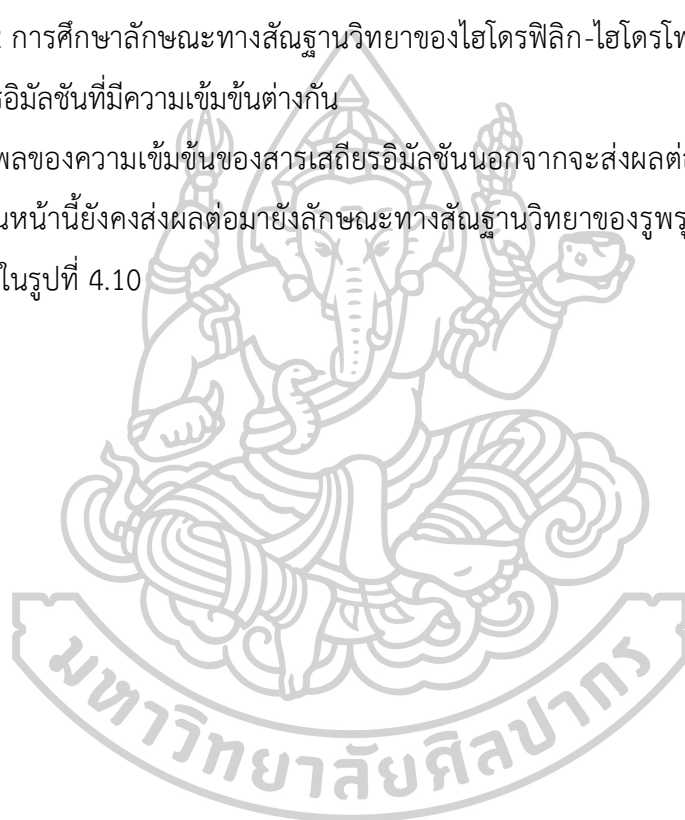 การศึกษาลักษณะทางสัณฐานวิทยาของไฮโดรฟิลิก-ไฮโดรโฟ
อิมัลชันที่มีความเข้มข้นต่างกัน
ผลของความเข้มข้นของสารเสถียรอิมัลชันนอกจากจะส่งผลต่อ
นหน้านี้ยังคงส่งผลต่อมายังลักษณะทางสัณฐานวิทยาของรูพรุ
ในรูปที่ 4.10
มหาวิทยาลัยศิลปากร